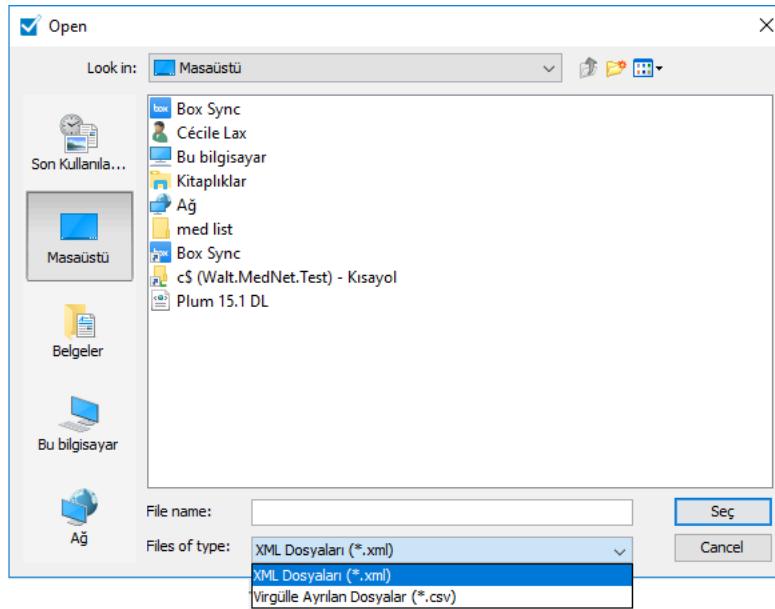 Open
Look in:
Masaüstü
Son Kullanıla...
Masaüstü
Belgeler
Bu bilgisayar
Ağ
box Box Sync
Cécile Lax
Bu bilgisayar
Kitaplıklar
Ağ
med list
box Box Sync
c$ (Walt.MedNet.Test) - Kısayol
Plum 15.1 DL
File name:
Seç
Files of type:
XML Dosyaları (*.xml)
Cancel
XML Dosyaları (*.xml)
Virgülle Ayrılan Dosyalar (*.csv)